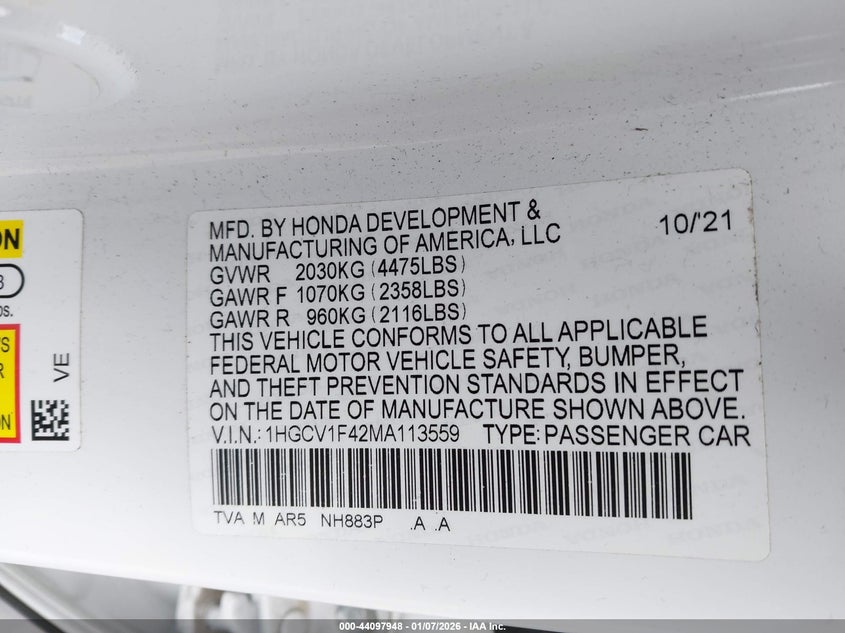 MFD. BY HONDA DEVELOPMENT &
MANUFACTURING OF AMERICA, LLC
10/'21
GVWR 2030KG (4475LBS)
GAWR F 1070KG (2358LBS)
GAWR R 960KG (2116LBS)
THIS VEHICLE CONFORMS TO ALL APPLICABLE
FEDERAL MOTOR VEHICLE SAFETY, BUMPER,
AND THEFT PREVENTION STANDARDS IN EFFECT
ON THE DATE OF MANUFACTURE SHOWN ABOVE.
V.I.N.: 1HGCV1F42MA113559 TYPE: PASSENGER CAR
TVA M AR5 NH883P .A .A
VE
000-44097948 - 01/07/2026 - IAA Inc.